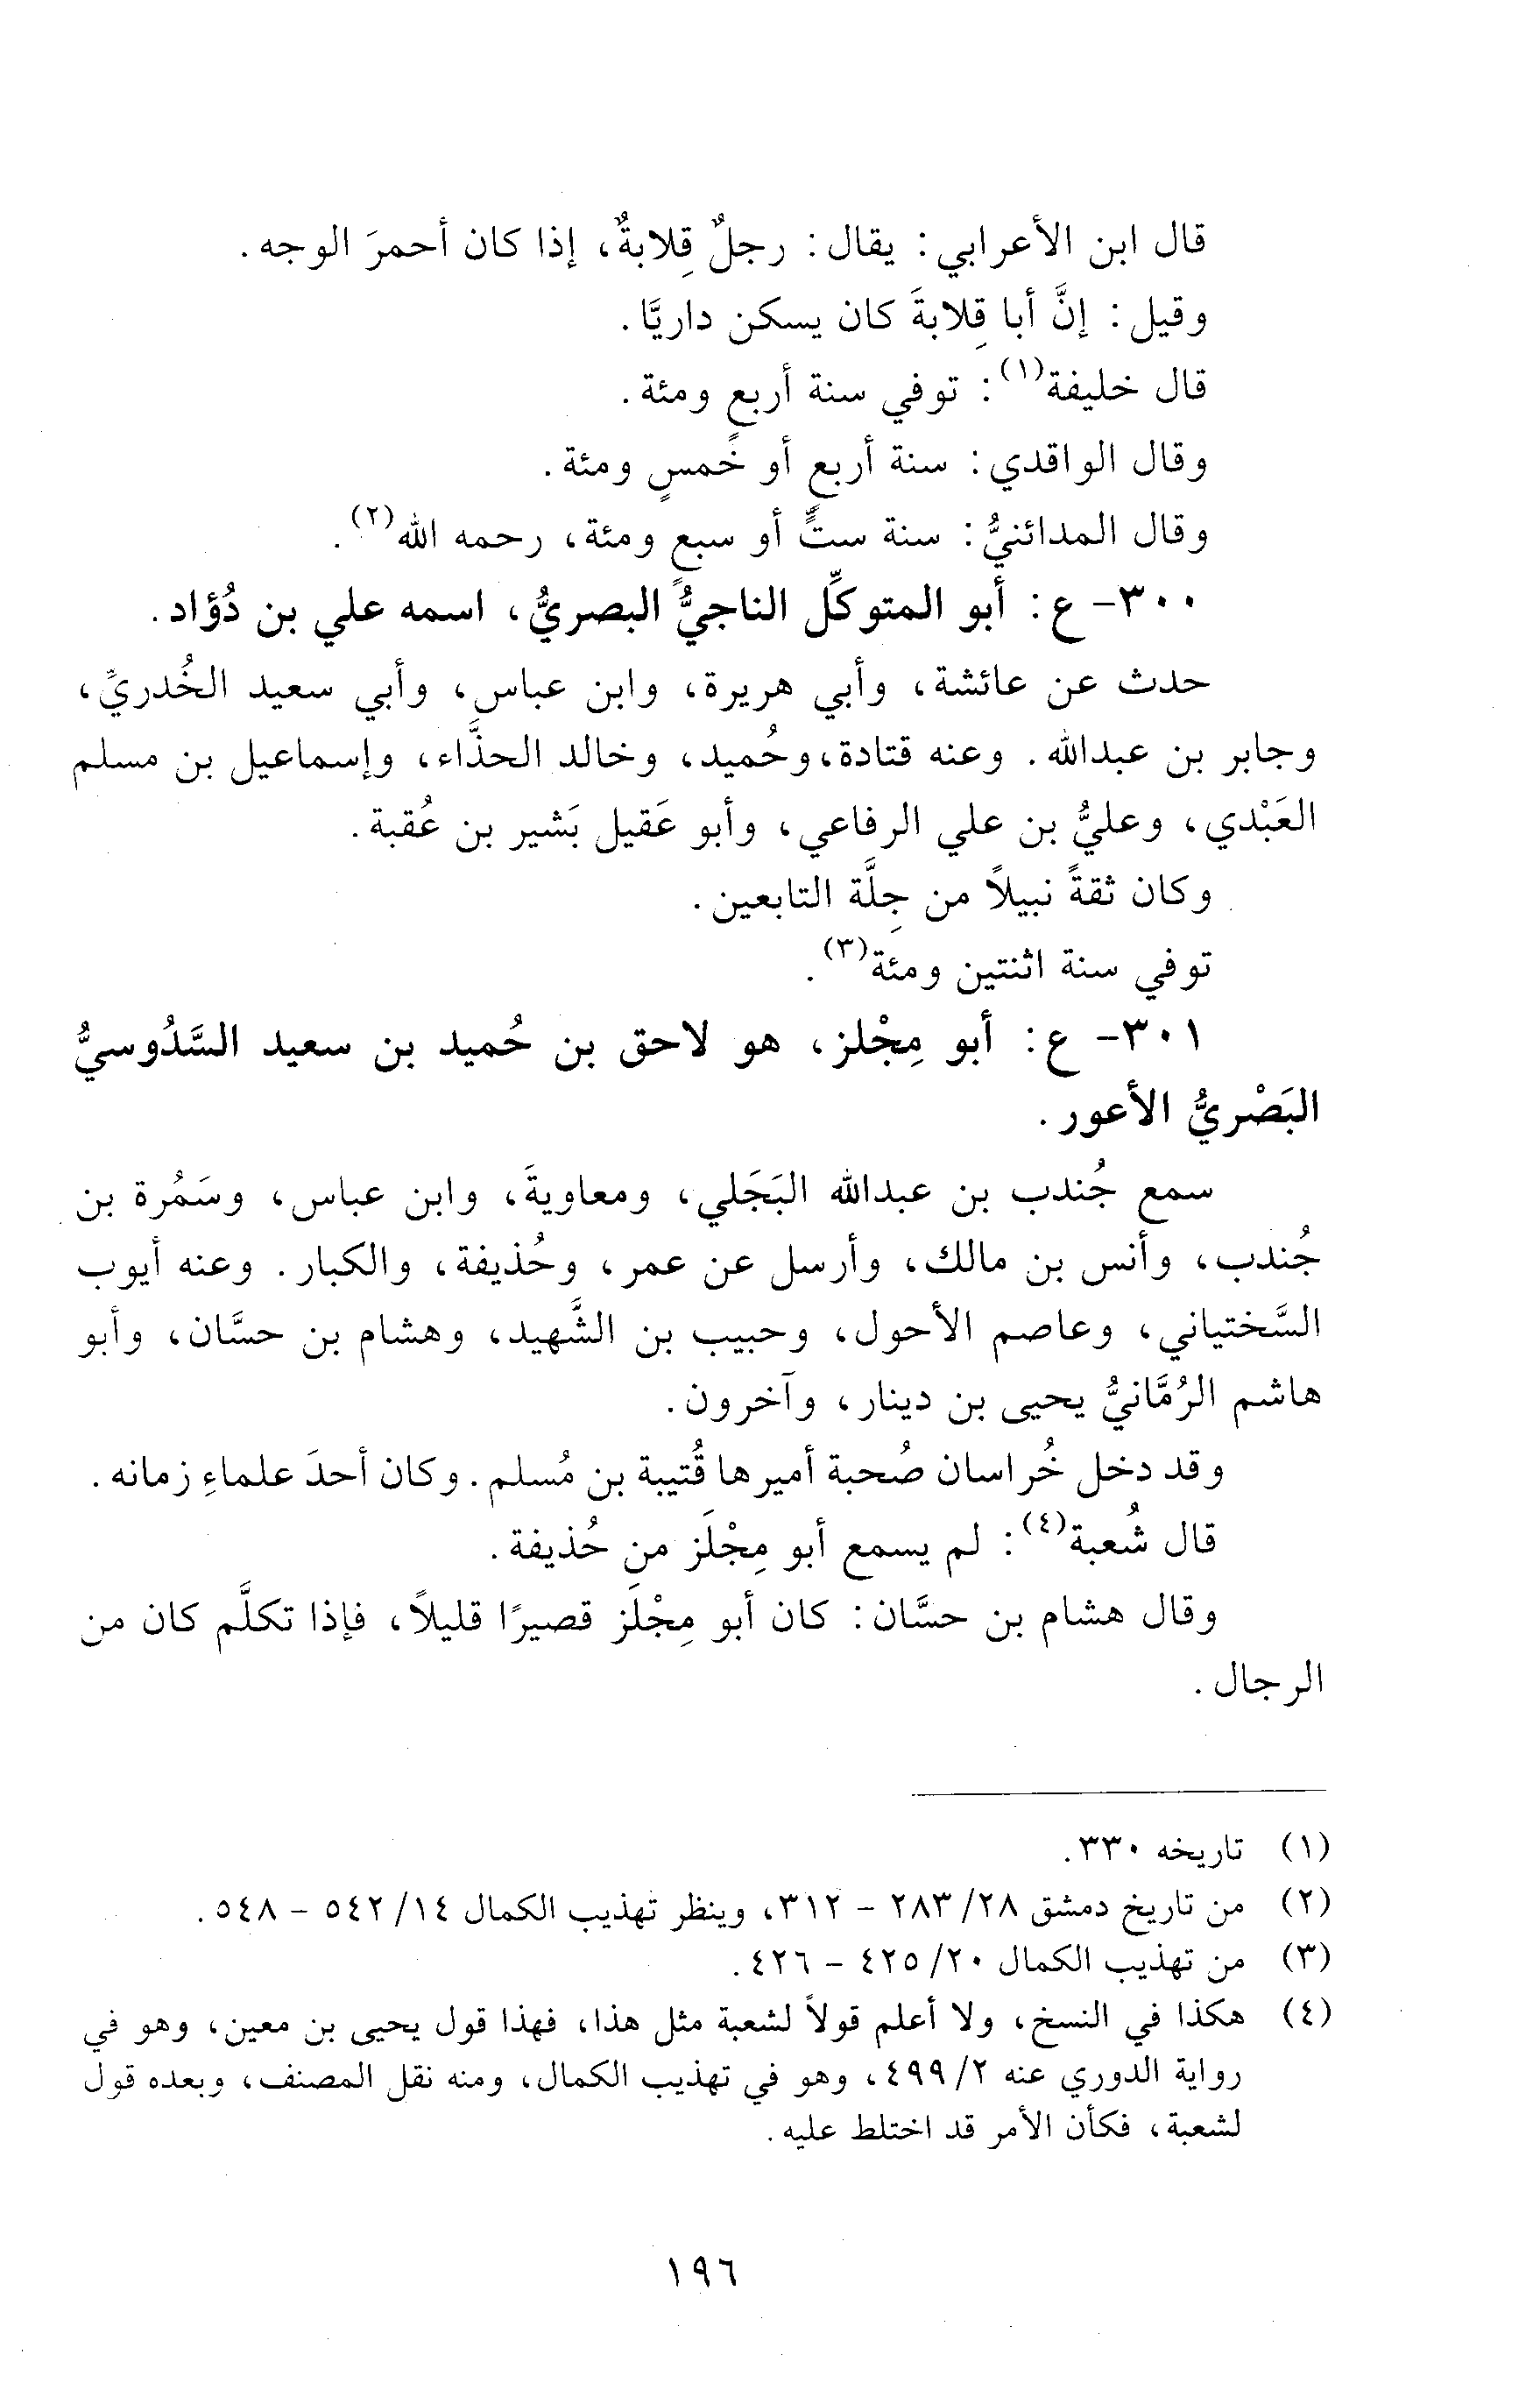 قال ابن الأعرابي: يقال: رجلٌ قِلابةٌ، إذا كان أحمرَ الوجه.
وقيل: إنَّ أبا قِلابةَ كان يسكن داريَّا.
قال خليفة(١): توفي سنة أربعٍ ومئة.
وقال الواقدي: سنة أربعٍ أو خَمسٍ ومئة.
وقال المدائنيُّ: سنة ستٍّ أو سبعٍ ومئة، رحمه الله(٢).
٣٠٠- ع: أبو المتوكِّل الناجيُّ البصريُّ، اسمه علي بن دُؤاد.
حدث عن عائشة، وأبي هريرة، وابن عباس، وأبي سعيد الخُدريِّ،
وجابر بن عبدالله. وعنه قتادة، وحُميد، وخالد الحذَّاء، وإسماعيل بن مسلم
العَبْدي، وعليُّ بن علي الرفاعي، وأبو عَقيل بَشير بن عُقبة.
وكان ثقةً نبيلاً من جِلَّة التابعين.
توفي سنة اثنتين ومئة(٣).
٣٠١- ع: أبو مِجْلز، هو لاحق بن حُميد بن سعيد السَّدُوسيُّ
البَصْريُّ الأعور.
سمع جُندب بن عبدالله البَجَلي، ومعاويةَ، وابن عباس، وسَمُرة بن
جُندب، وأنس بن مالك، وأرسل عن عمر، وحُذيفة، والكبار. وعنه أيوب
السَّختياني، وعاصم الأحول، وحبيب بن الشَّهيد، وهشام بن حسَّان، وأبو
هاشم الرُمَّانيُّ يحيى بن دينار، وآخرون.
وقد دخل خُراسان صُحبة أميرها قُتيبة بن مُسلم. وكان أحدَ علماءِ زمانه.
قال شُعبة(٤): لم يسمع أبو مِجْلَز من حُذيفة.
وقال هشام بن حسَّان: كان أبو مِجْلَز قصيرًا قليلاً، فإذا تكلَّم كان من
الرجال.
(١) تاريخه ٣٣٠.
(٢) من تاريخ دمشق ٢٨/ ٢٨٣ - ٣١٢، وينظر تهذيب الكمال ١٤/ ٥٤٢ - ٥٤٨.
(٣) من تهذيب الكمال ٢٠/ ٤٢٥ - ٤٢٦.
(٤) هكذا في النسخ، ولا أعلم قولاً لشعبة مثل هذا، فهذا قول يحيى بن معين، وهو في
رواية الدوري عنه ٢/ ٤٩٩، وهو في تهذيب الكمال، ومنه نقل المصنف، وبعده قول
لشعبة، فكأن الأمر قد اختلط عليه.
١٩٦